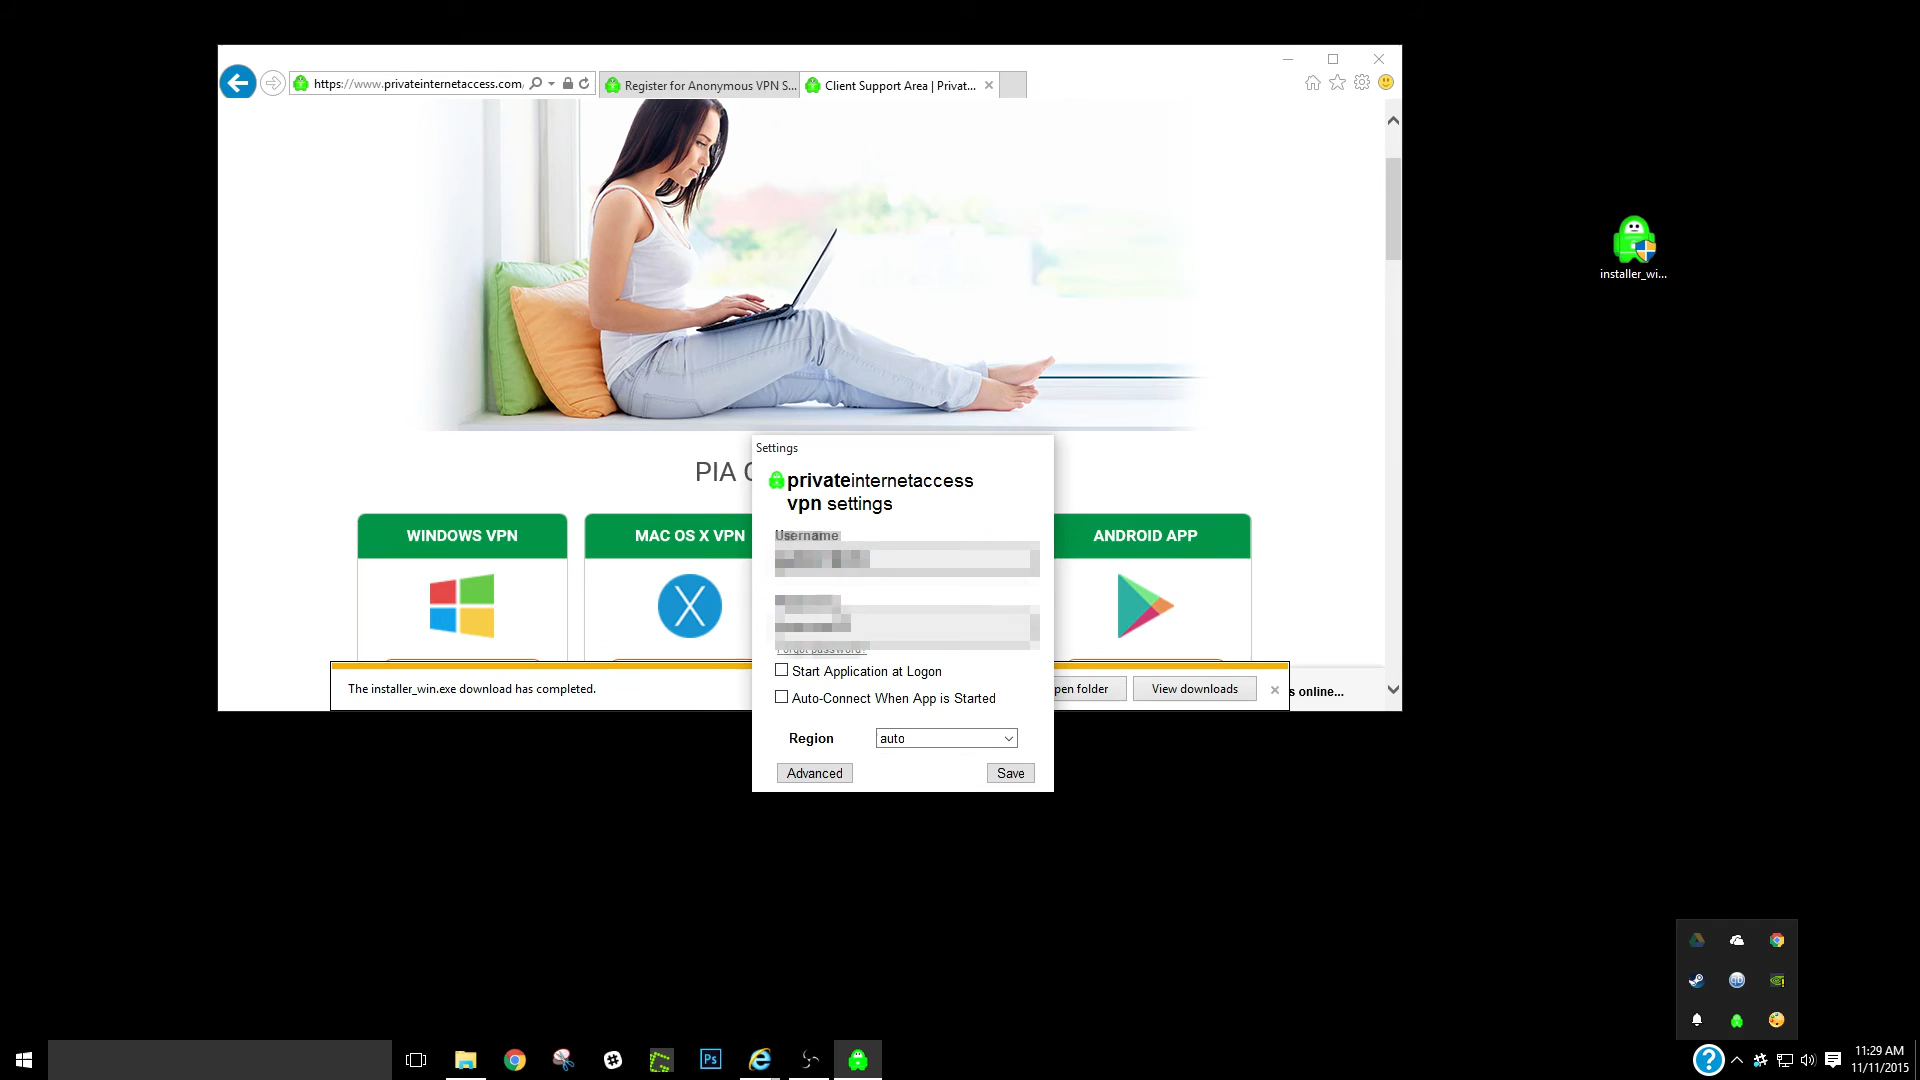 https://www.privateinternetaccess.com/
Register for Anonymous VPN S...
Client Support Area | Privat...
installer_wi...
PIA
Settings
privateinternetaccess
vpn settings
Username
Forgot password?
Start Application at Logon
Auto-Connect When App is Started
Region
auto
Advanced
Save
WINDOWS VPN
MAC OS X VPN
ANDROID APP
The installer_win.exe download has completed.
pen folder
View downloads
s online...
Ps
11:29 AM
11/11/2015